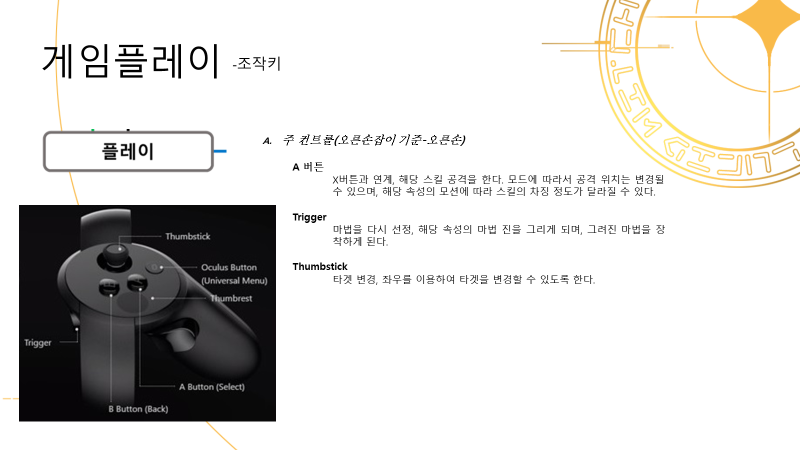 게임플레이 -조작키
플레이
A. 주 컨트롤(오른손잡이 기준-오른손)
A 버튼
X버튼과 연계, 해당 스킬 공격을 한다. 모드에 따라서 공격 위치는 변경될
수 있으며, 해당 속성의 모션에 따라 스킬의 차징 정도가 달라질 수 있다.
Trigger
마법을 다시 선정, 해당 속성의 마법 진을 그리게 되며, 그려진 마법을 장
착하게 된다.
Thumbstick
타겟 변경, 좌우를 이용하여 타겟을 변경할 수 있도록 한다.
Thumbstick
Oculus Button
(Universal Menu)
Thumbrest
Trigger
A Button (Select)
B Button (Back)